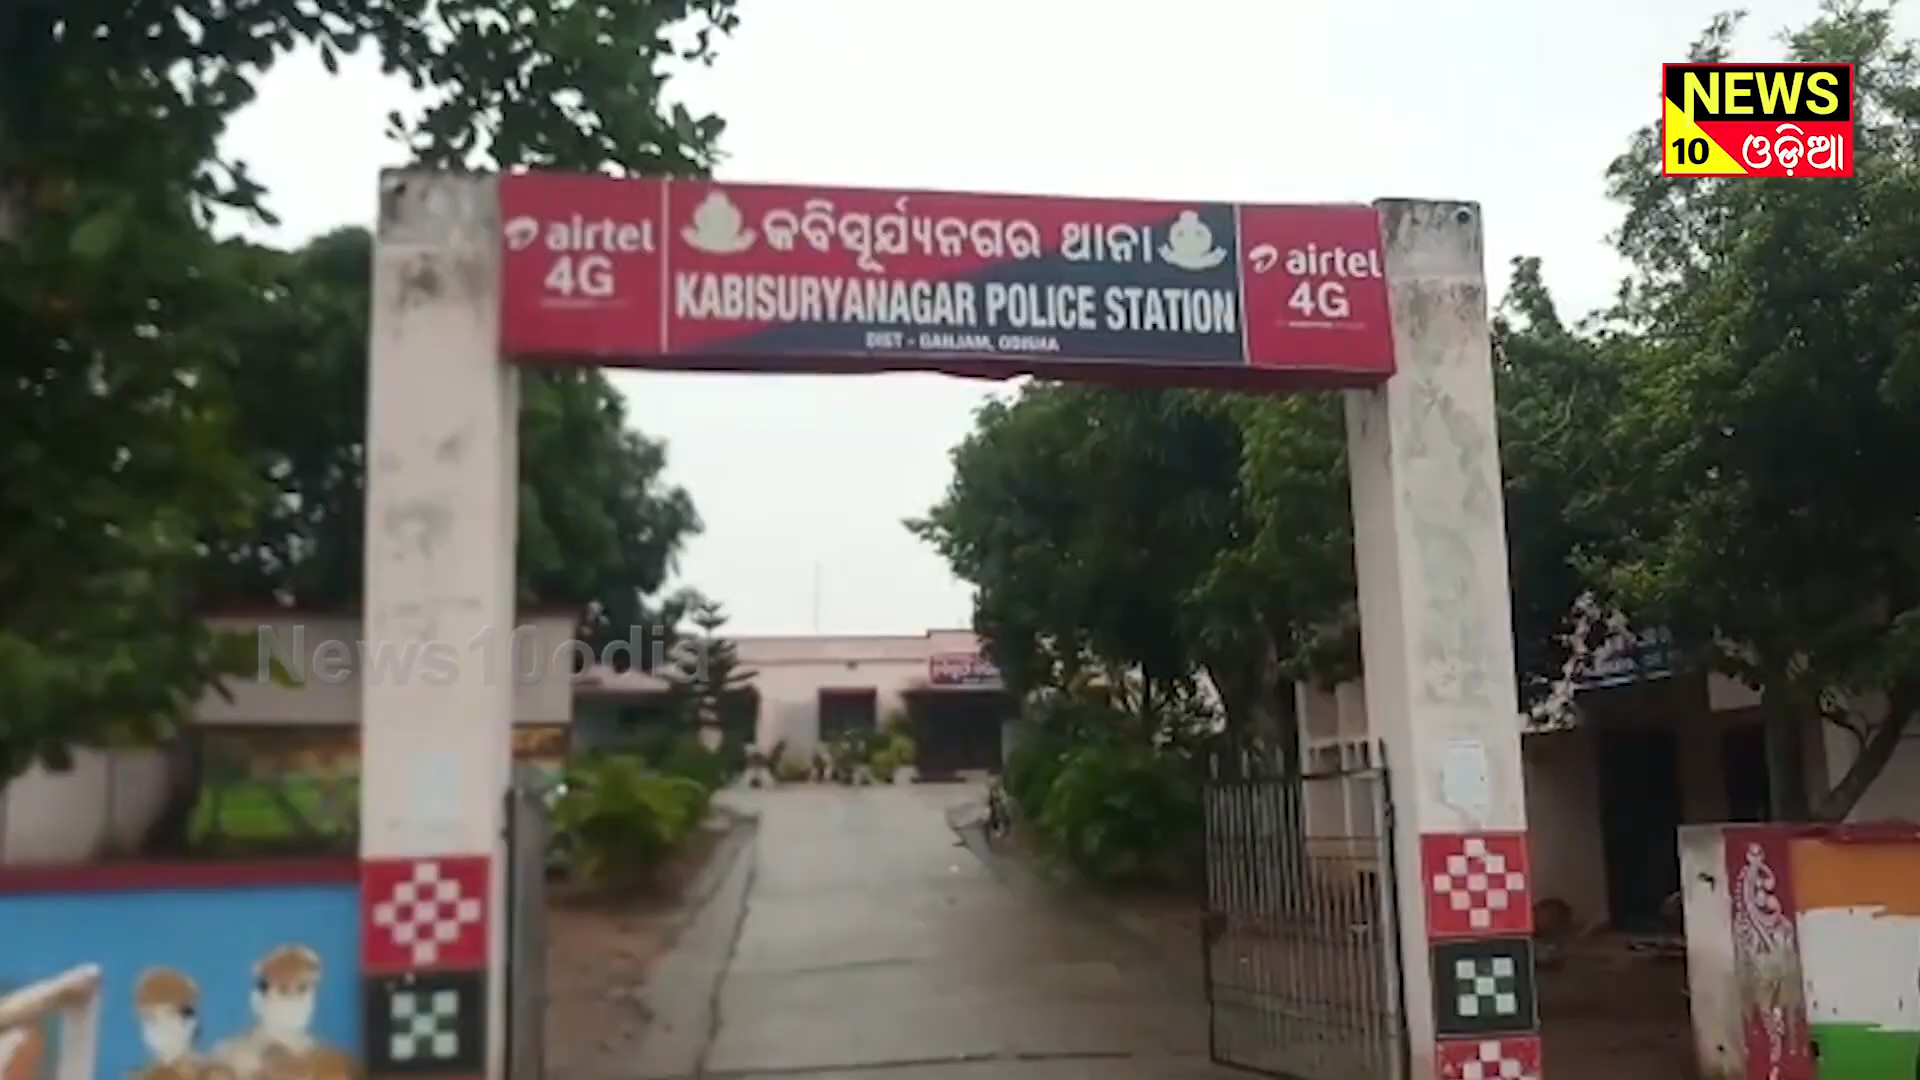 NEWS
10 ଓଡ଼ିଆ
airtel
4G
କବିସୂର୍ଯ୍ୟନଗର ଥାନା
KABISURYANAGAR POLICE STATION
DIST - GANJAM, ODISHA
airtel
4G
News10odia